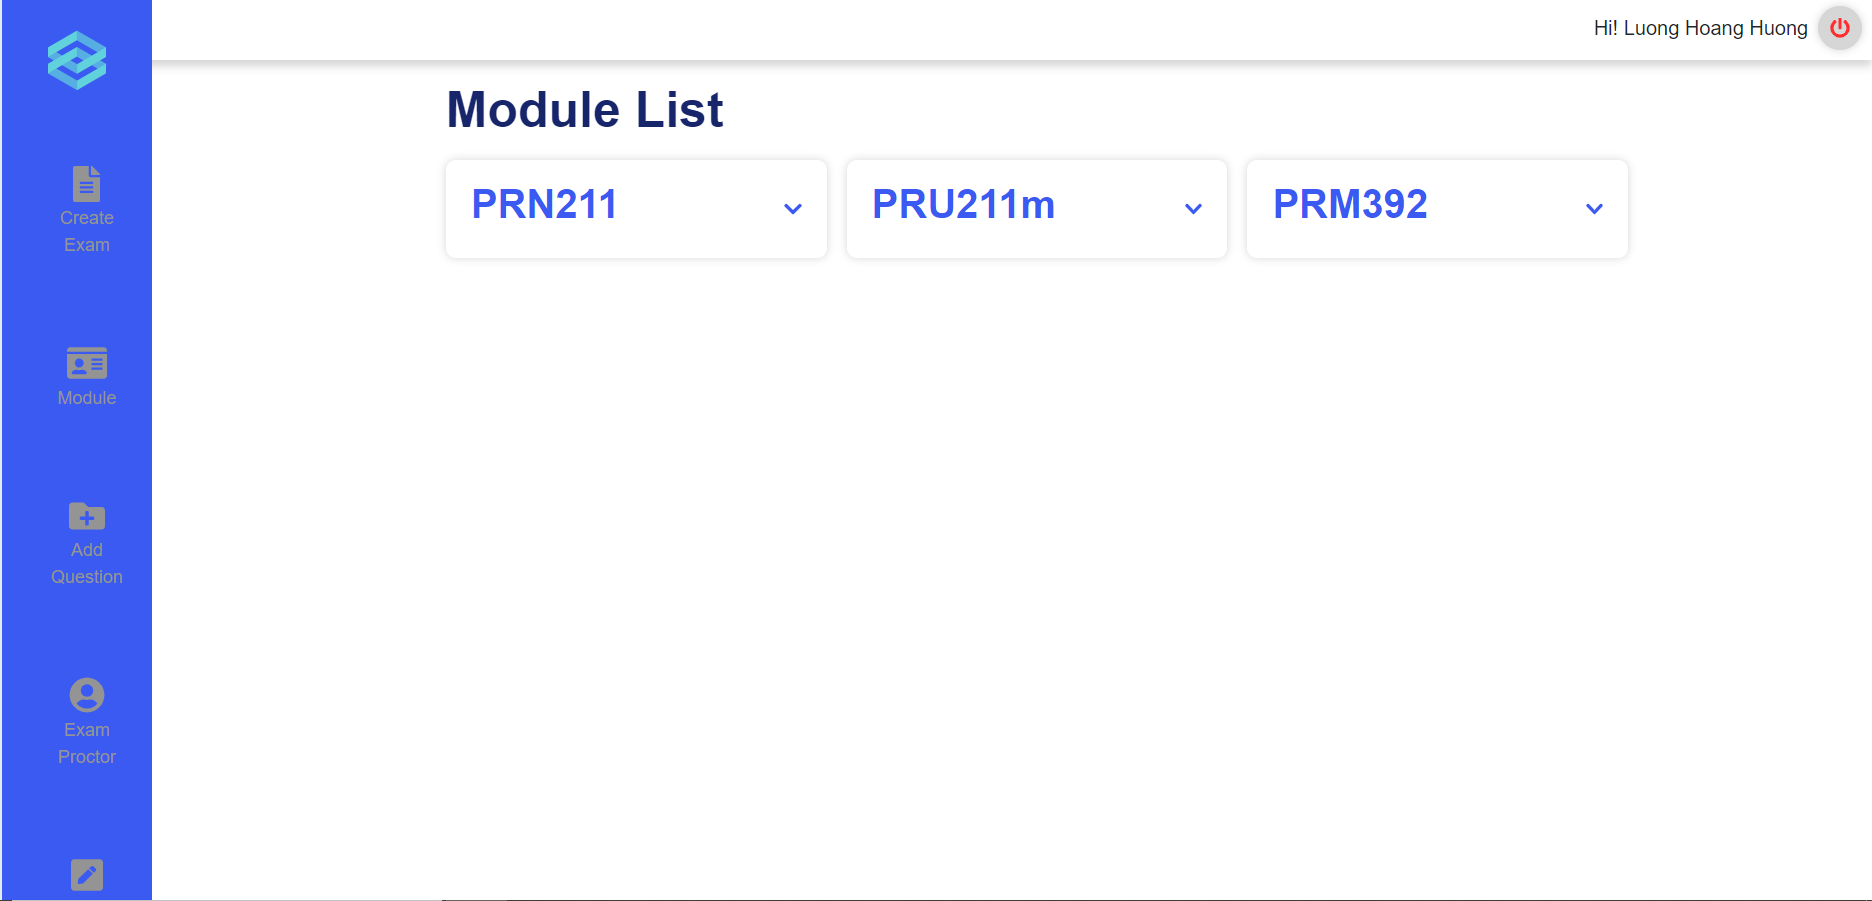 Hi! Luong Hoang Huong
Create
Exam
Module
Add
Question
Exam
Proctor
Module List
PRN211
PRU211m
PRM392